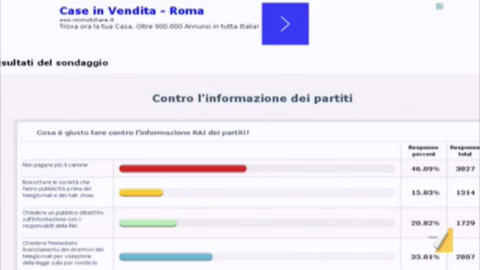 Case in Vendita - Roma
www.immobiliare.it
Trova ora la tua Casa. Oltre 900.000 Annunci in tutta Italia!
sultati del sondaggio
Contro l'informazione dei partiti
Cosa è giusto fare contro l'informazione RAI dei partiti?
Response percent
Response total
Non pagare più il canone
46.09%
3827
Boicottare le società che
fanno pubblicità prima dei
telegiornali e dei talk show
15.83%
1314
Chiedere un pubblico dibattito
sull'informazione con i
responsabili della RAI
20.82%
1729
Chiedere l'immediato
licenziamento dei direttori dei
telegiornali per violazione
della legge sulla par condicio
33.81%
2807